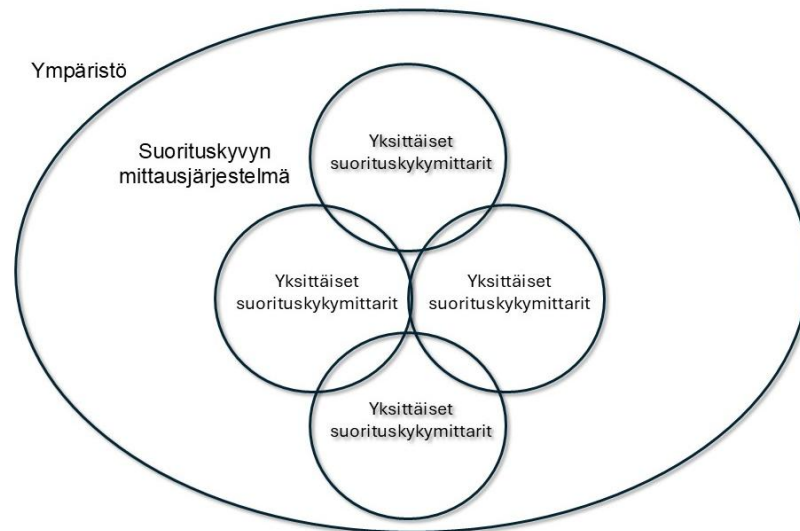 Ympäristö
Suorituskyvyn
mittausjärjestelmä
Yksittäiset
suorituskykymittarit
Yksittäiset
suorituskykymittarit
Yksittäiset
suorituskykymittarit
Yksittäiset
suorituskykymittarit